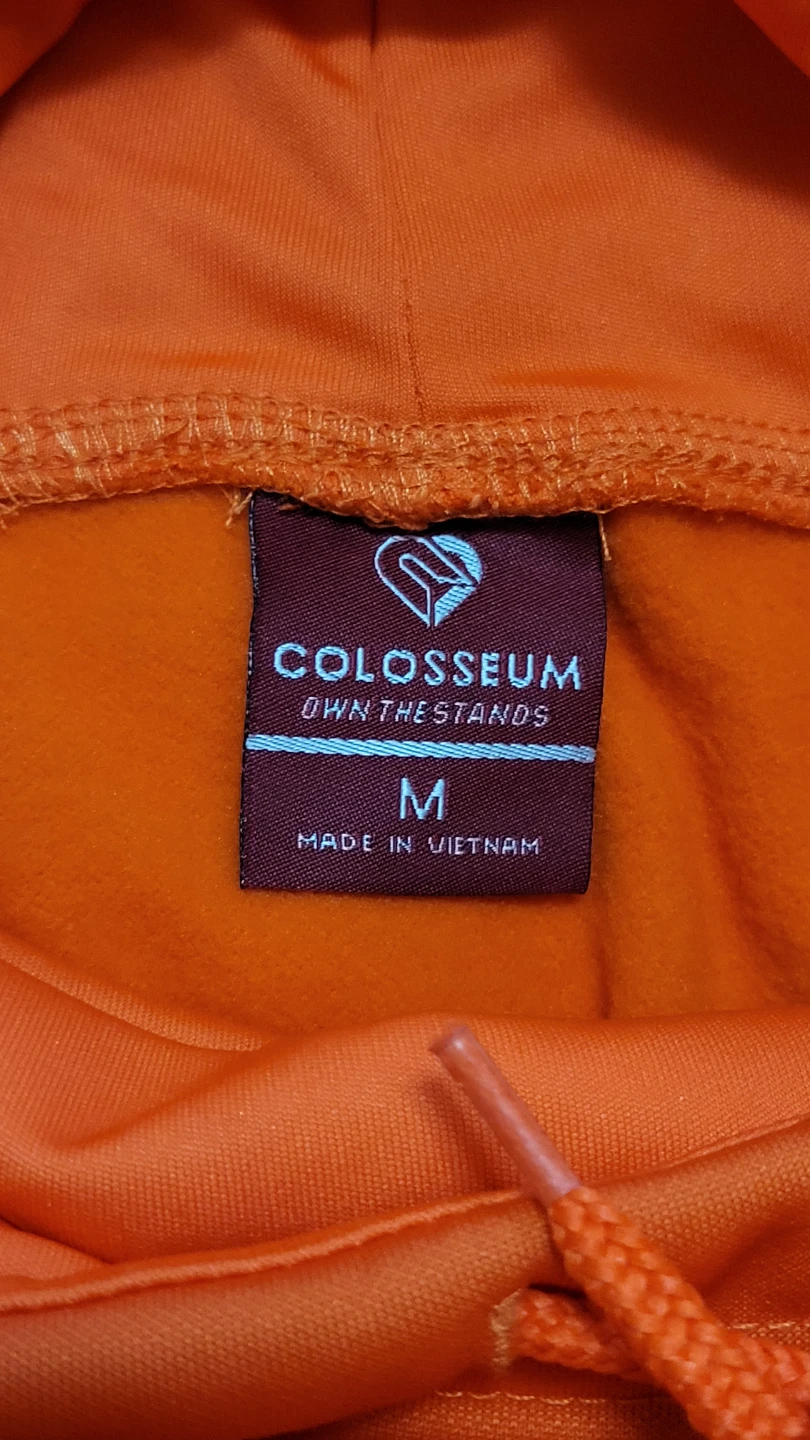 COLOSSEUM
OWN THE STANDS
M
MADE IN VIETNAM